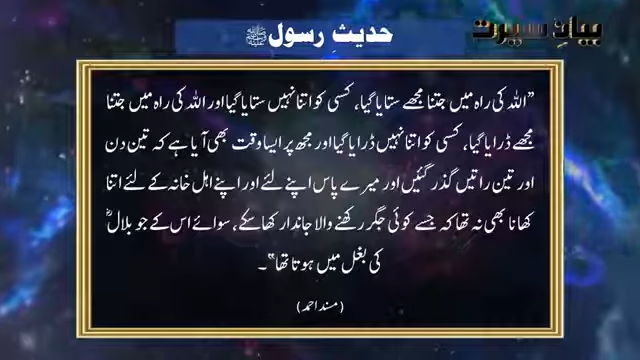 حدیثِ رسول ﷺ
بیانِ سیرت
”اللہ کی راہ میں جتنا مجھے ستایا گیا، کسی کو اتنا نہیں ستایا گیا اور اللہ کی راہ میں جتنا
مجھے ڈرایا گیا، کسی کو اتنا نہیں ڈرایا گیا اور مجھ پر ایسا وقت بھی آیا ہے کہ تین دن
اور تین راتیں گذر گئیں اور میرے پاس اپنے لئے اور اپنے اہل خانہ کے لئے اتنا
کھانا بھی نہ تھا کہ جسے کوئی جگر رکھنے والا جاندار کھا سکے، سوائے اس کے جو بلالؓ
کی بغل میں ہوتا تھا“۔
(مسند احمد)